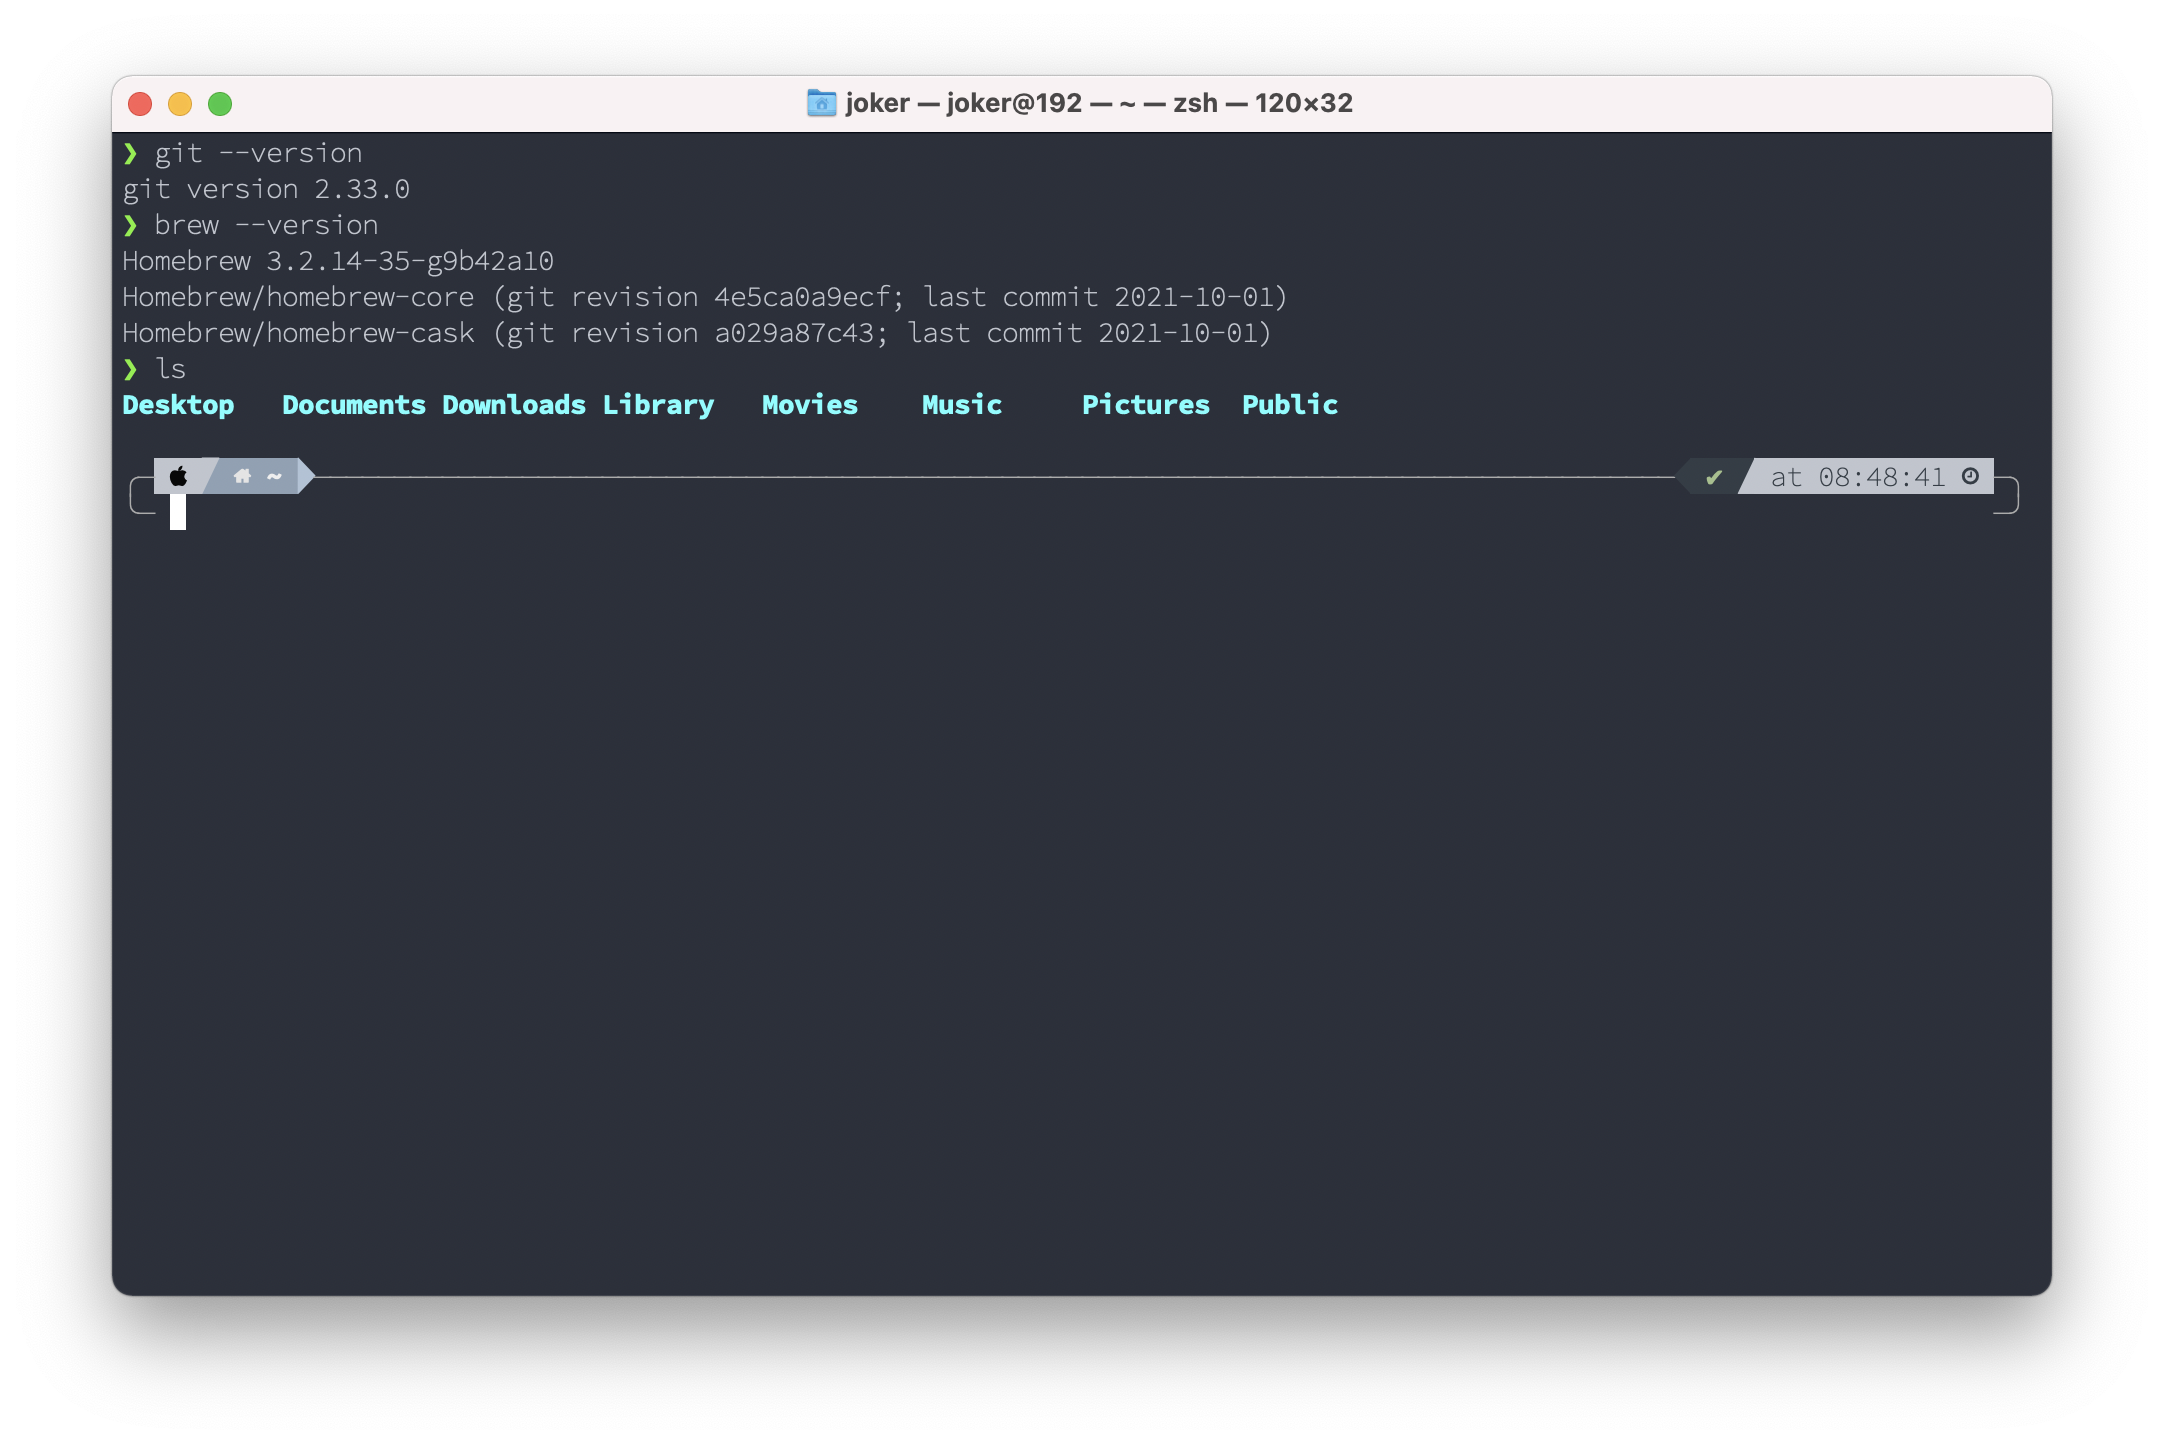 joker — joker@192 — ~ — zsh — 120×32
❯ git --version
git version 2.33.0
❯ brew --version
Homebrew 3.2.14-35-g9b42a10
Homebrew/homebrew-core (git revision 4e5ca0a9ecf; last commit 2021-10-01)
Homebrew/homebrew-cask (git revision a029a87c43; last commit 2021-10-01)
❯ ls
Desktop Documents Downloads Library Movies Music Pictures Public
~ ✔ at 08:48:41